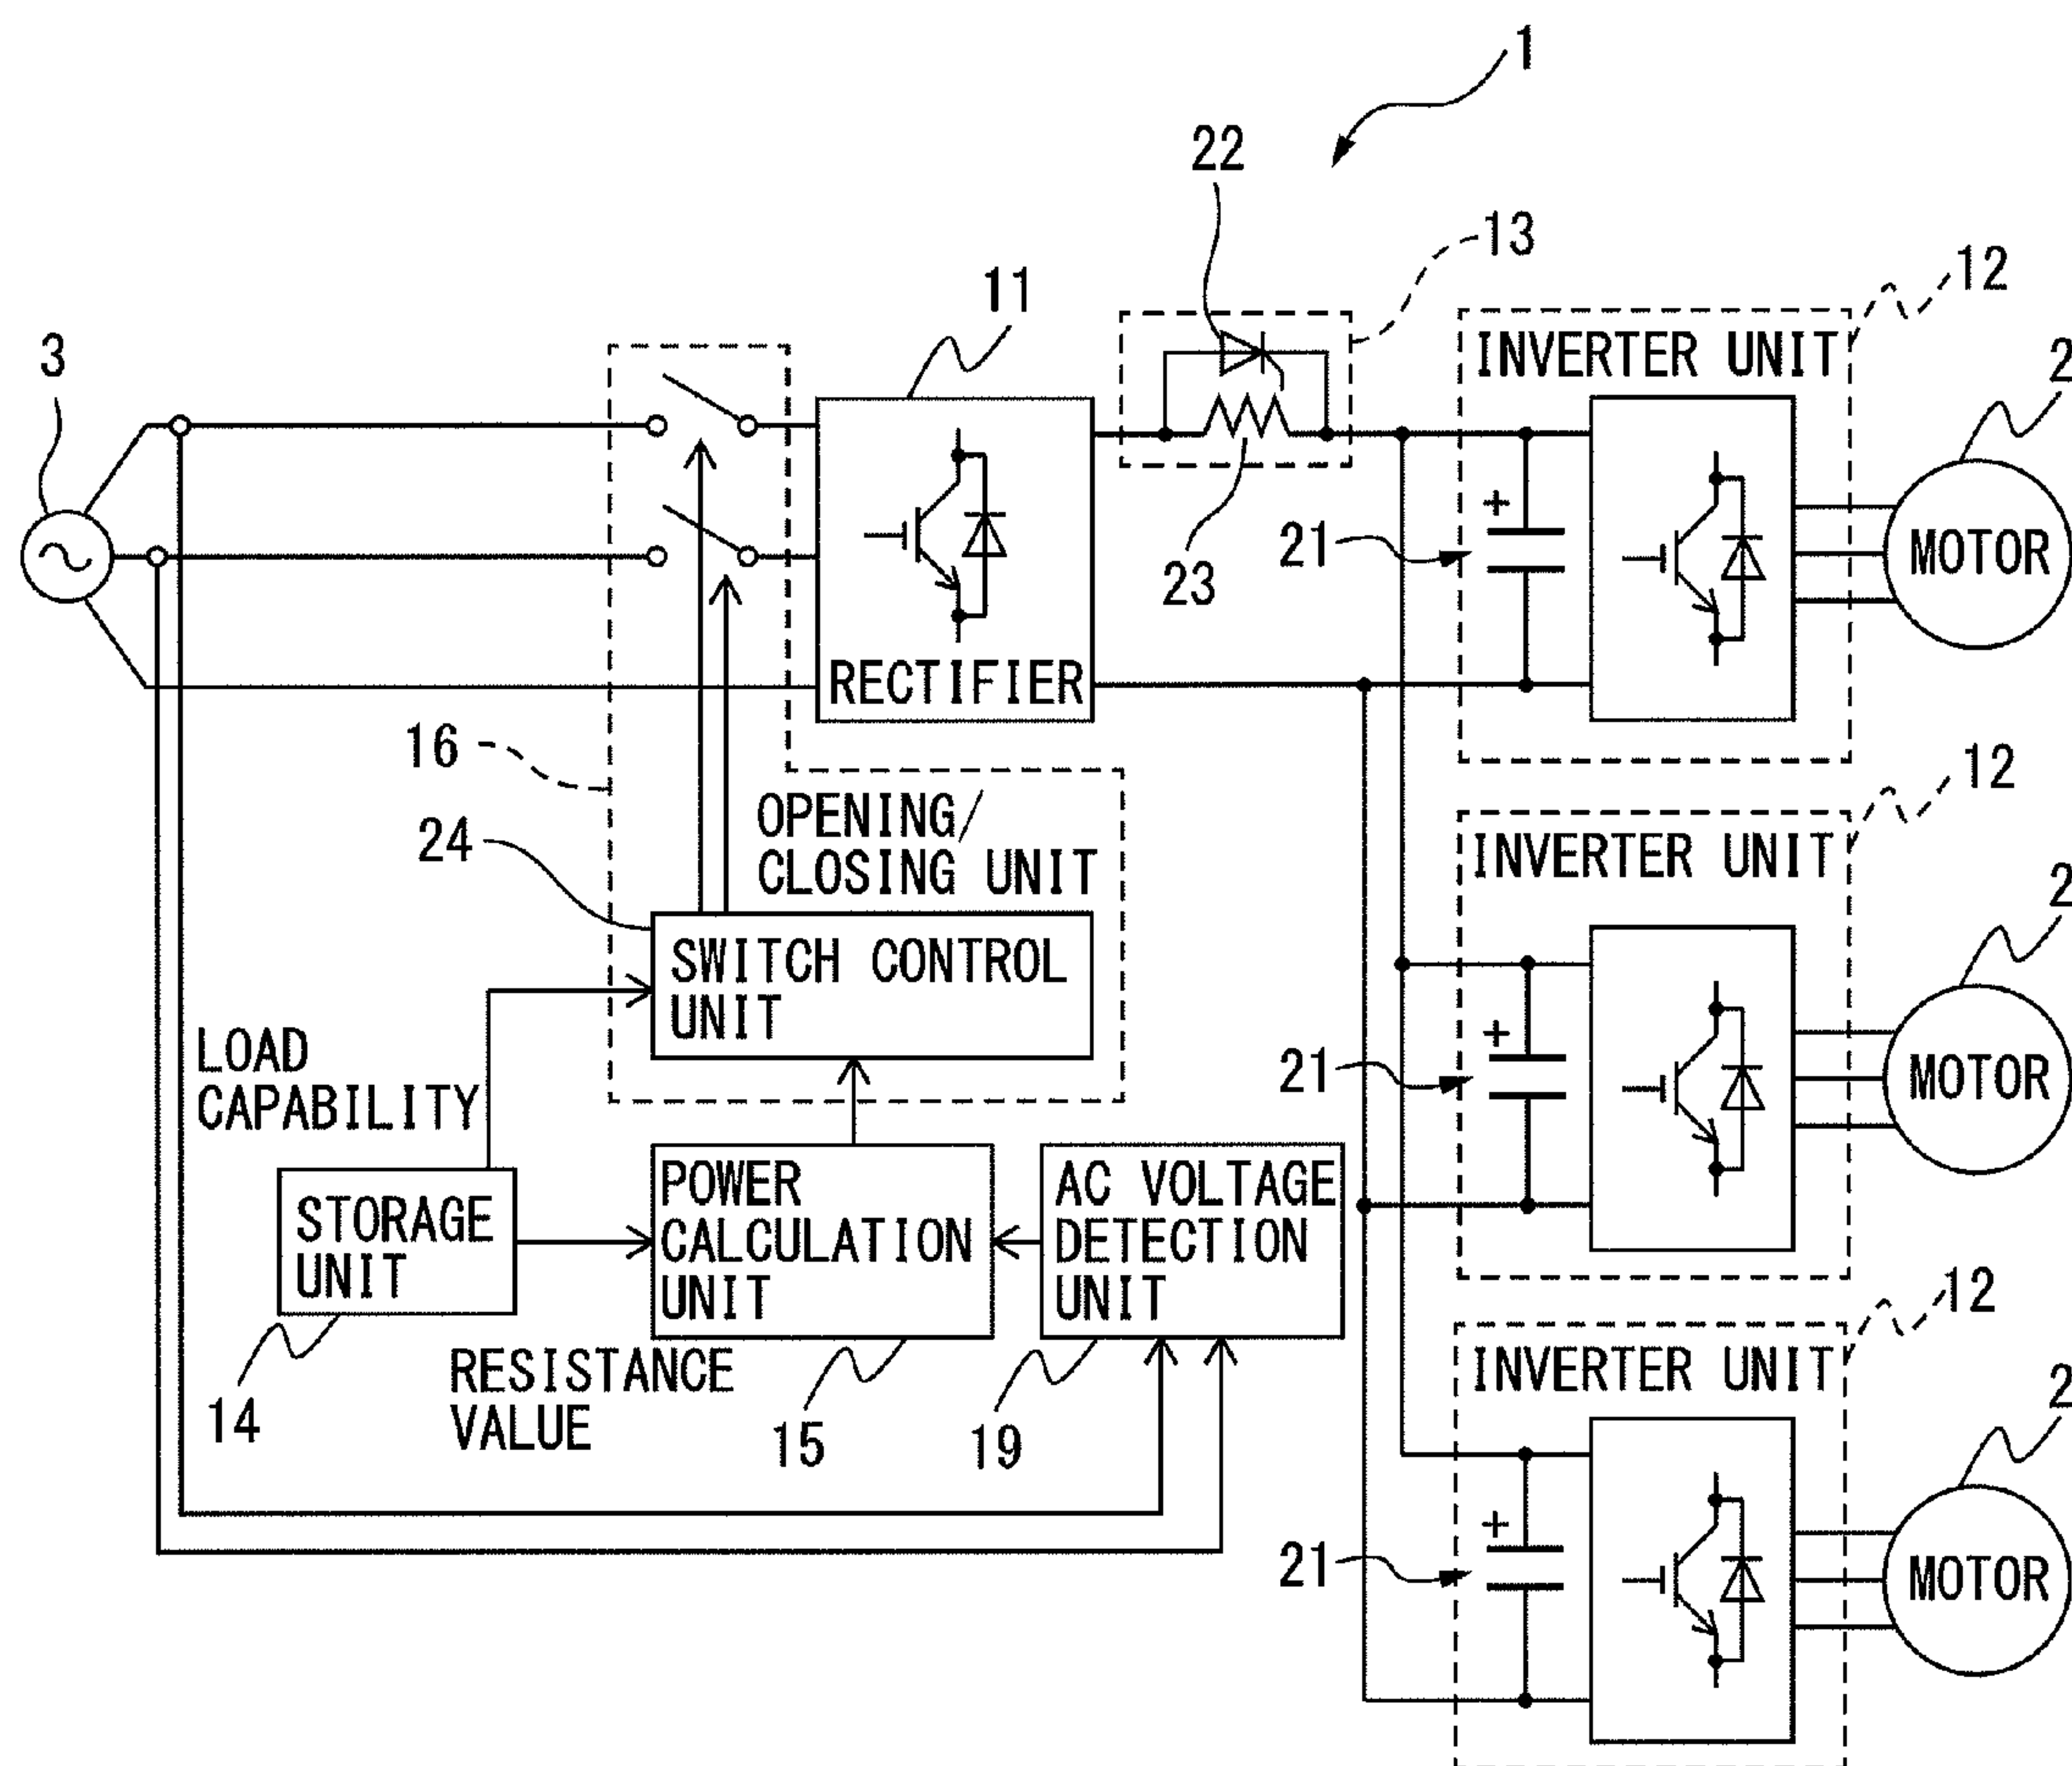 1
22
13
11
12
3
INVERTER UNIT
2
+
21
MOTOR
23
RECTIFIER
16
12
OPENING/
CLOSING UNIT
24
INVERTER UNIT
2
SWITCH CONTROL
UNIT
+
21
MOTOR
LOAD
CAPABILITY
STORAGE
UNIT
POWER
CALCULATION
UNIT
AC VOLTAGE
DETECTION
UNIT
12
14
RESISTANCE
VALUE
15
19
INVERTER UNIT
2
+
21
MOTOR